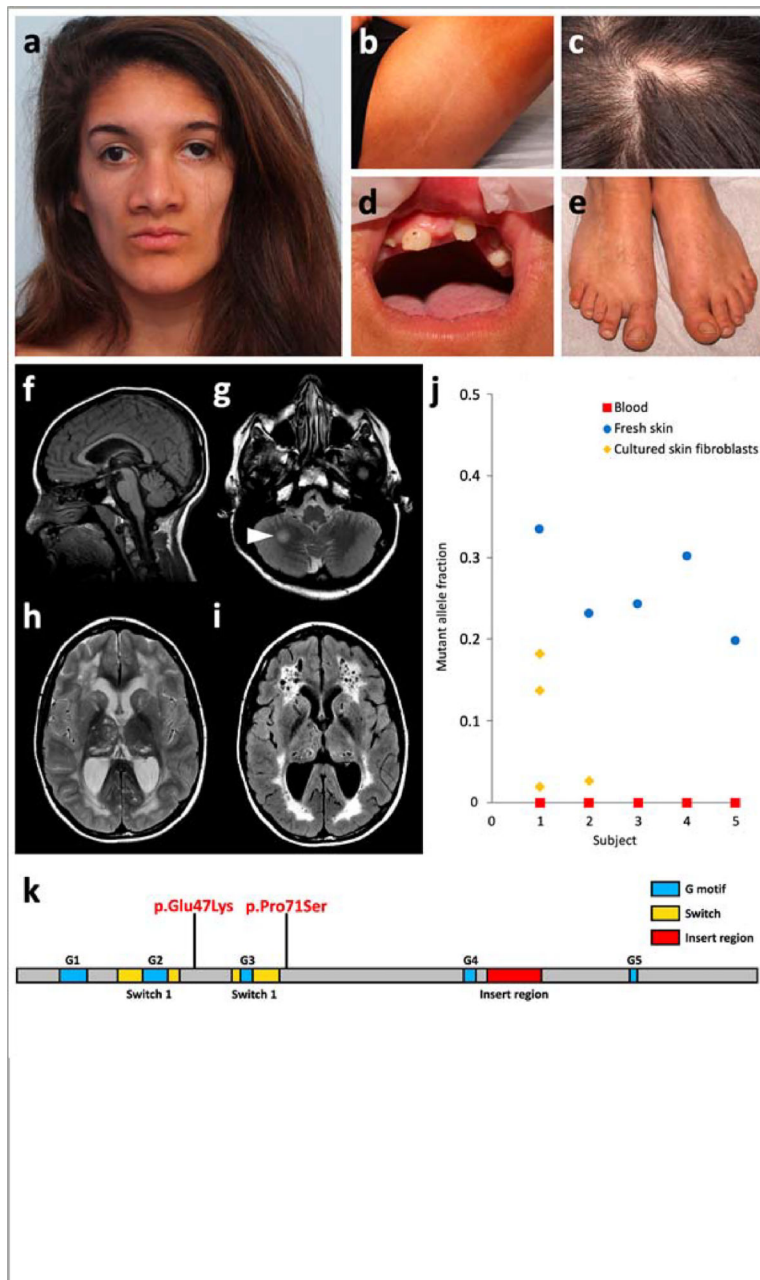 a
b
c
d
e
f
g
h
i
j
0.5
0.4
0.3
0.2
0.1
0
Mutant allele fraction
Blood
Fresh skin
Cultured skin fibroblasts
0 1 2 3 4 5
Subject
k
p.Glu47Lys p.Pro71Ser
G motif
Switch
Insert region
G1 G2 G3 G4 G5
Switch 1 Switch 1 Insert region